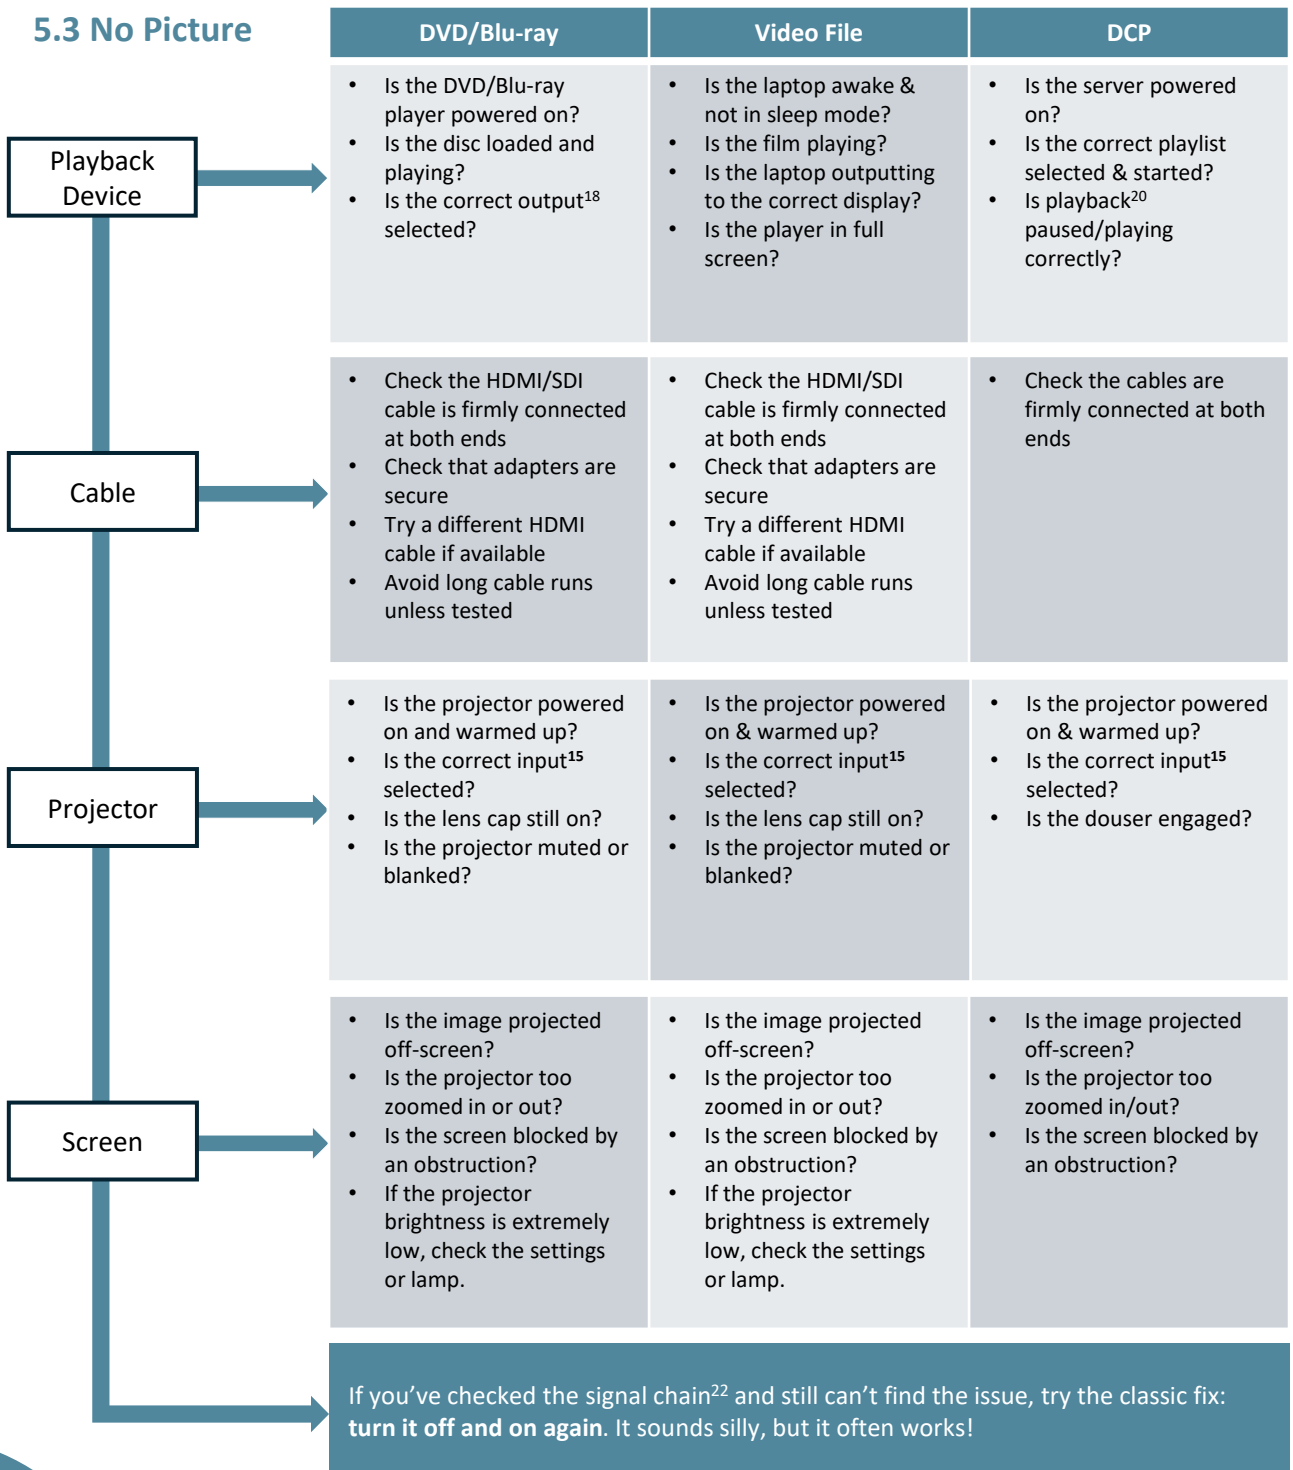 5.3 No Picture
DVD/Blu-ray
Video File
DCP
Playback
Device
• Is the DVD/Blu-ray
player powered on?
• Is the disc loaded and
playing?
• Is the correct output18
selected?
• Is the laptop awake &
not in sleep mode?
• Is the film playing?
• Is the laptop outputting
to the correct display?
• Is the player in full
screen?
• Is the server powered
on?
• Is the correct playlist
selected & started?
• Is playback20
paused/playing
correctly?
Cable
• Check the HDMI/SDI
cable is firmly connected
at both ends
• Check that adapters are
secure
• Try a different HDMI
cable if available
• Avoid long cable runs
unless tested
• Check the HDMI/SDI
cable is firmly connected
at both ends
• Check that adapters are
secure
• Try a different HDMI
cable if available
• Avoid long cable runs
unless tested
• Check the cables are
firmly connected at both
ends
Projector
• Is the projector powered
on and warmed up?
• Is the correct input15
selected?
• Is the lens cap still on?
• Is the projector muted or
blanked?
• Is the projector powered
on & warmed up?
• Is the correct input15
selected?
• Is the lens cap still on?
• Is the projector muted or
blanked?
• Is the projector powered
on & warmed up?
• Is the correct input15
selected?
• Is the douser engaged?
Screen
• Is the image projected
off-screen?
• Is the projector too
zoomed in or out?
• Is the screen blocked by
an obstruction?
• If the projector
brightness is extremely
low, check the settings
or lamp.
• Is the image projected
off-screen?
• Is the projector too
zoomed in or out?
• Is the screen blocked by
an obstruction?
• If the projector
brightness is extremely
low, check the settings
or lamp.
• Is the image projected
off-screen?
• Is the projector too
zoomed in/out?
• Is the screen blocked by
an obstruction?
If you’ve checked the signal chain22 and still can’t find the issue, try the classic fix:
turn it off and on again. It sounds silly, but it often works!